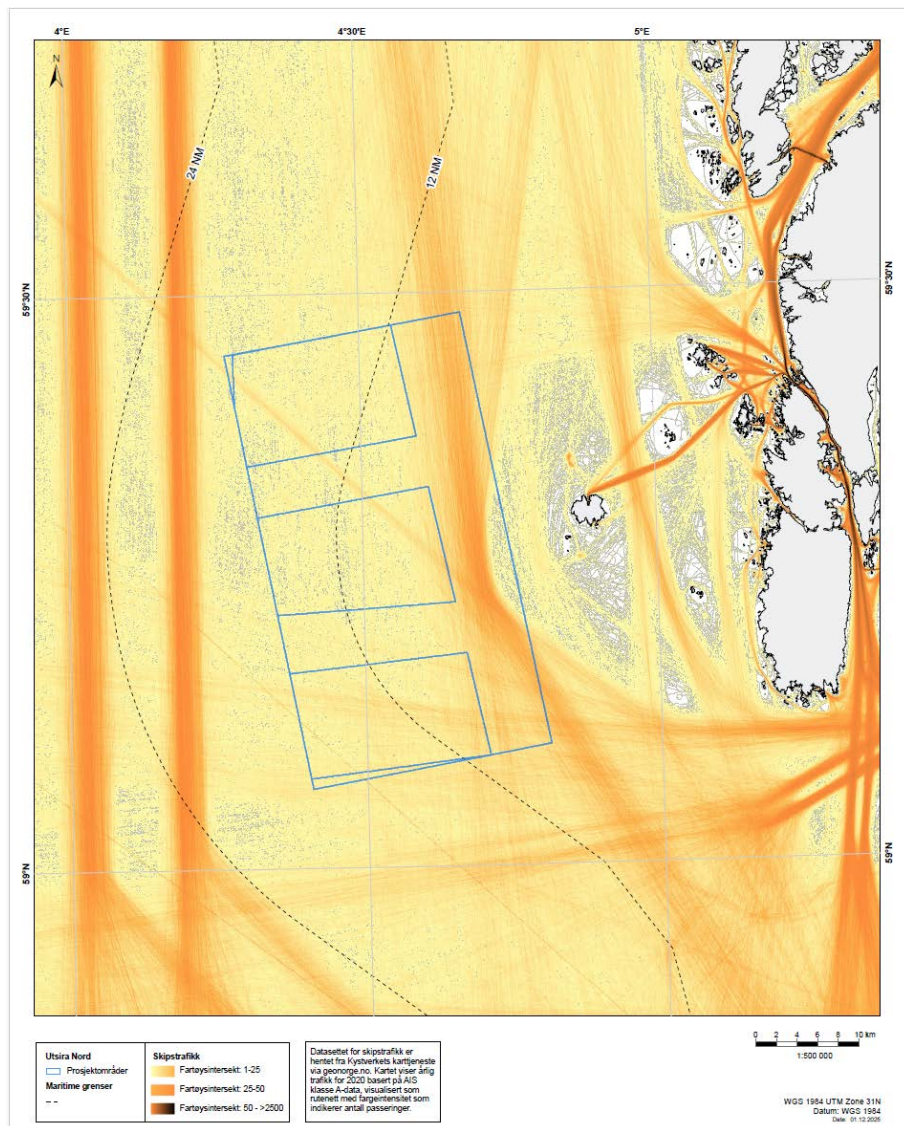 4°E
4°30'E
5°E
N
24 NM
12 NM
59°30'N
59°30'N
59°N
59°N
Utsira Nord
Prosjektområder
Maritime grenser
Skipstrafikk
Fartøysintersekt: 1-25
Fartøysintersekt: 25-50
Fartøysintersekt: 50 - >2500
Datasettet for skipstrafikk er
hentet fra Kystverkets karttjeneste
via geonorge.no. Kartet viser årlig
trafikk for 2020 basert på AIS
klasse A-data, visualisert som
rutenett med fargeintensitet som
indikerer antall passeringer.
0 2 4 6 8 10 km
1:500 000
WGS 1984 UTM Zone 31N
Datum: WGS 1984
Date: 01.12.2025